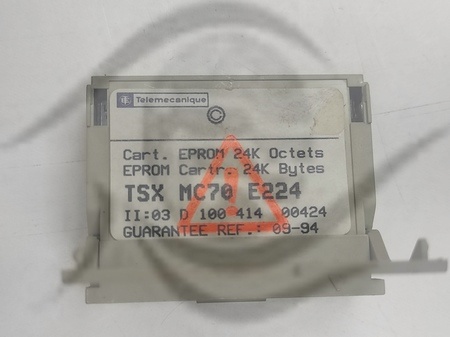 Telemecanique
Cart. EPROM 24K Octets
EPROM Cartr. 24K Bytes
TSX MC70 E224
II:03 D 100 414 00424
GUARANTEE REF.: 09-94